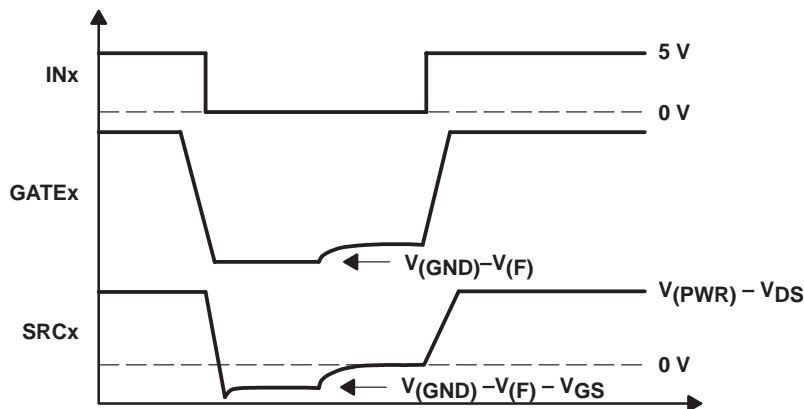 5 V
INx
0 V
GATEx
V(GND)–V(F)
V(PWR) – VDS
SRCx
0 V
V(GND) –V(F) – VGS